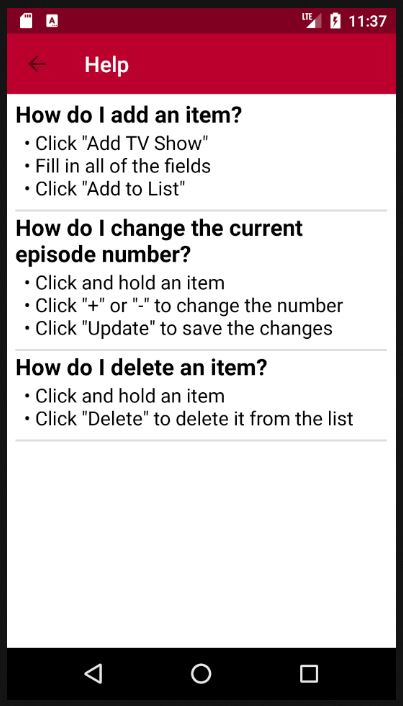 LTE 11:37
Help
How do I add an item?
• Click "Add TV Show"
• Fill in all of the fields
• Click "Add to List"
How do I change the current
episode number?
• Click and hold an item
• Click "+" or "-" to change the number
• Click "Update" to save the changes
How do I delete an item?
• Click and hold an item
• Click "Delete" to delete it from the list